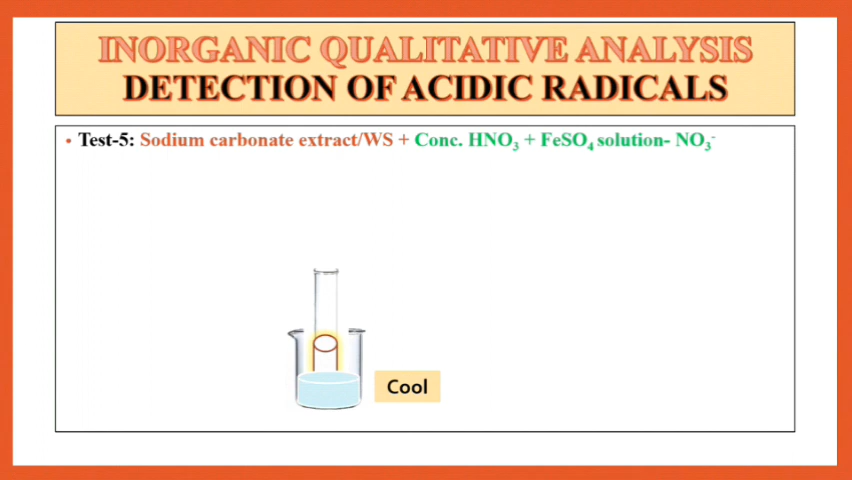 INORGANIC QUALITATIVE ANALYSIS
DETECTION OF ACIDIC RADICALS
• Test-5: Sodium carbonate extract/WS + Conc. HNO₃ + FeSO₄ solution- NO₃⁻
Cool